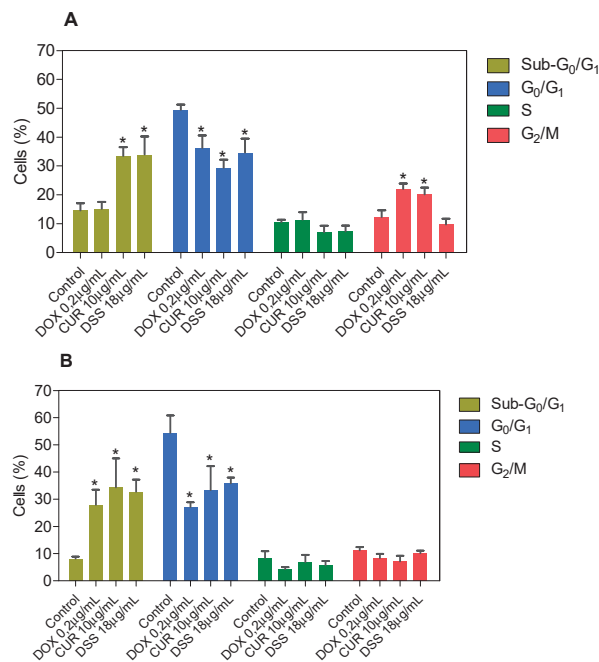 A
70
60
50
40
30
20
10
0
Cells (%)
* * * * * * *
Control
DOX 0,2µg/mL
CUR 10µg/mL
DSS 18µg/mL
Control
DOX 0.2µg/mL
CUR 10µg/mL
DSS 18µg/mL
Control
DOX 0.2µg/mL
CUR 10µg/mL
DSS 18µg/mL
Control
DOX 0.2µg/mL
CUR 10µg/mL
DSS 18µg/mL
Sub-G₀/G₁
G₀/G₁
S
G₂/M
B
70
60
50
40
30
20
10
0
Cells (%)
* * * * * *
Control
DOX 0.2µg/mL
CUR 10µg/mL
DSS 18µg/mL
Control
DOX 0.2µg/mL
CUR 10µg/mL
DSS 18µg/mL
Control
DOX 0.2µg/mL
CUR 10µg/mL
DSS 18µg/mL
Control
DOX 0.2µg/mL
CUR 10µg/mL
DSS 18µg/mL
Sub-G₀/G₁
G₀/G₁
S
G₂/M